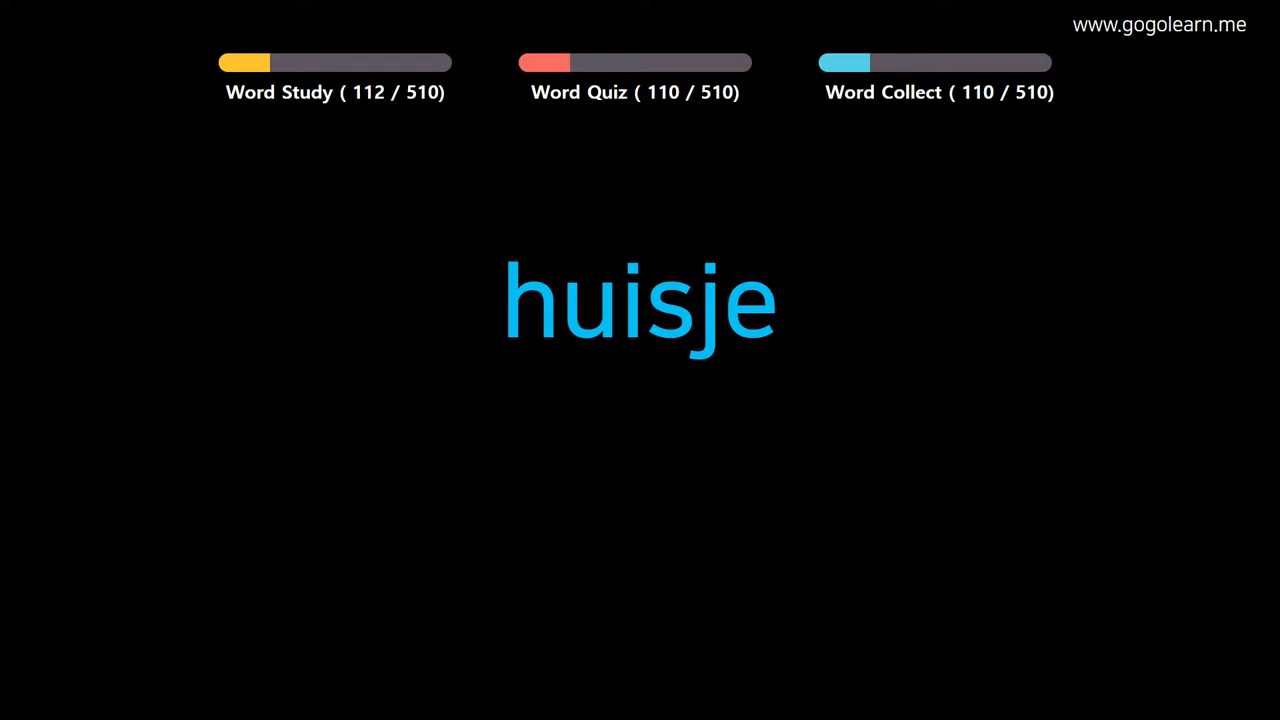 www.gogolearn.me
Word Study ( 112 / 510)
Word Quiz ( 110 / 510)
Word Collect ( 110 / 510)
huisje